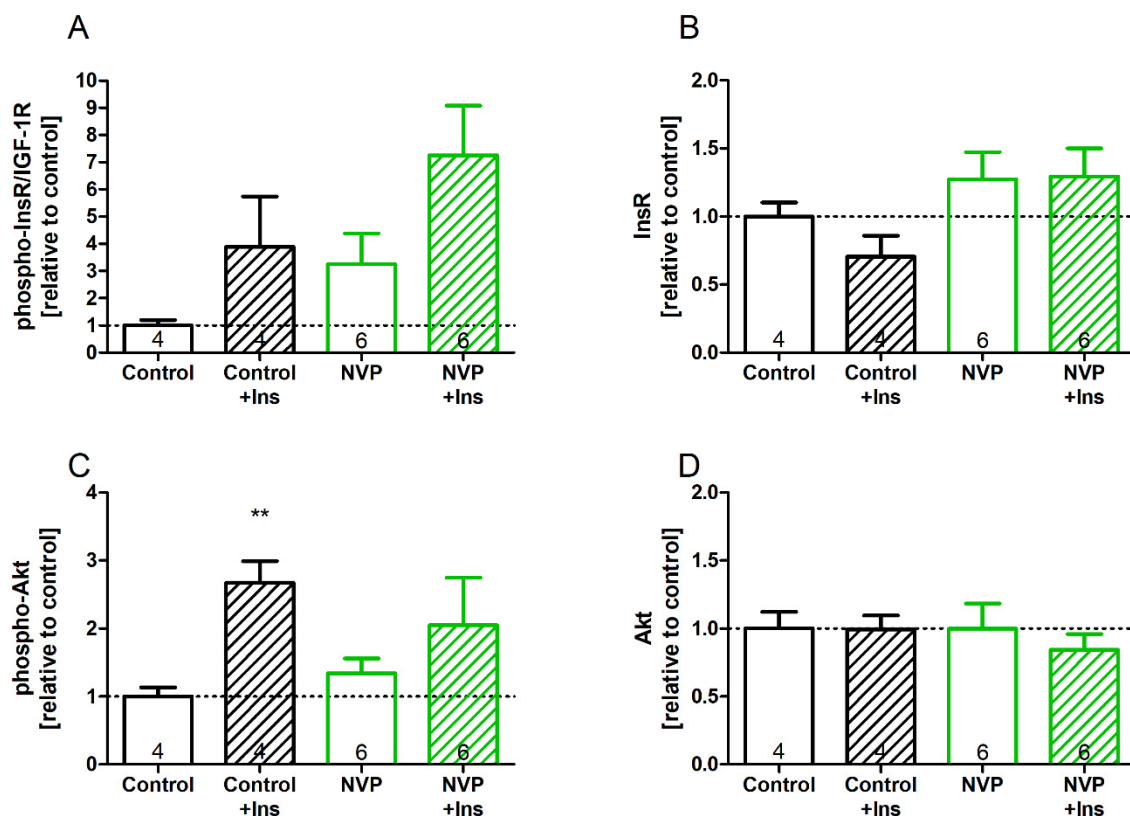 A
phospho-InsR/IGF-1R
[relative to control]
10
9
8
7
6
5
4
3
2
1
0
4
4
6
6
Control
Control
+Ins
NVP
NVP
+Ins
B
InsR
[relative to control]
2.0
1.5
1.0
0.5
0.0
4
4
6
6
Control
Control
+Ins
NVP
NVP
+Ins
C
phospho-Akt
[relative to control]
4
3
2
1
0
**
4
4
6
6
Control
Control
+Ins
NVP
NVP
+Ins
D
Akt
[relative to control]
2.0
1.5
1.0
0.5
0.0
4
4
6
6
Control
Control
+Ins
NVP
NVP
+Ins